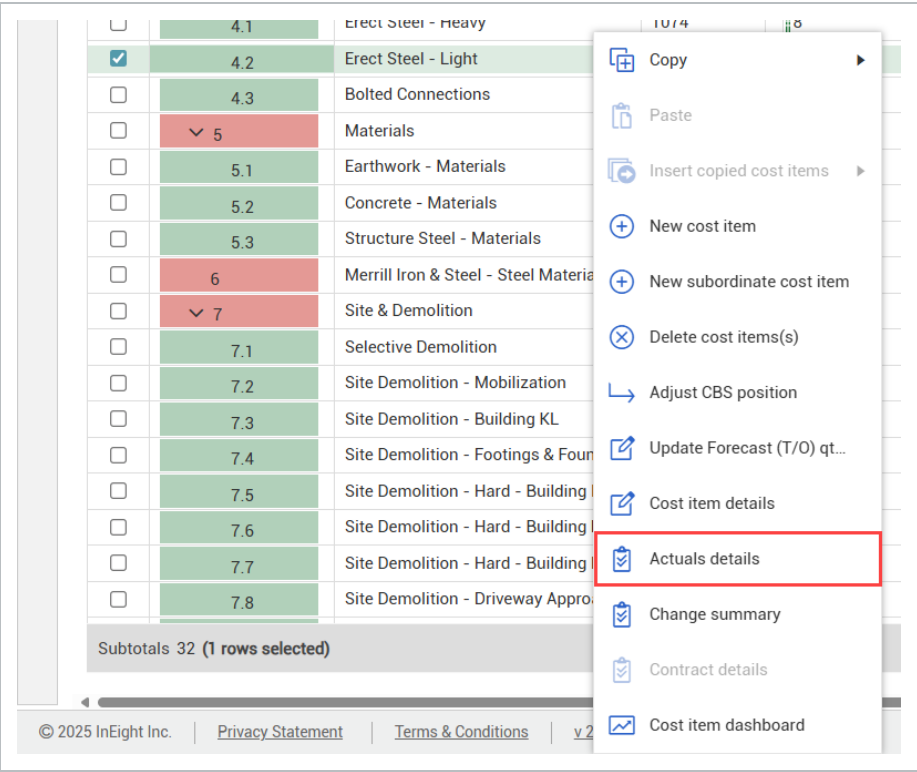 4.1 Erect Steel - Heavy 1074 8
4.2 Erect Steel - Light
4.3 Bolted Connections
5 Materials
5.1 Earthwork - Materials
5.2 Concrete - Materials
5.3 Structure Steel - Materials
6 Merrill Iron & Steel - Steel Materia
7 Site & Demolition
7.1 Selective Demolition
7.2 Site Demolition - Mobilization
7.3 Site Demolition - Building KL
7.4 Site Demolition - Footings & Foun
7.5 Site Demolition - Hard - Building
7.6 Site Demolition - Hard - Building
7.7 Site Demolition - Hard - Building
7.8 Site Demolition - Driveway Appro
Subtotals 32 (1 rows selected)
© 2025 InEight Inc. Privacy Statement Terms & Conditions v 2
Copy
Paste
Insert copied cost items
New cost item
New subordinate cost item
Delete cost items(s)
Adjust CBS position
Update Forecast (T/O) qt...
Cost item details
Actuals details
Change summary
Contract details
Cost item dashboard